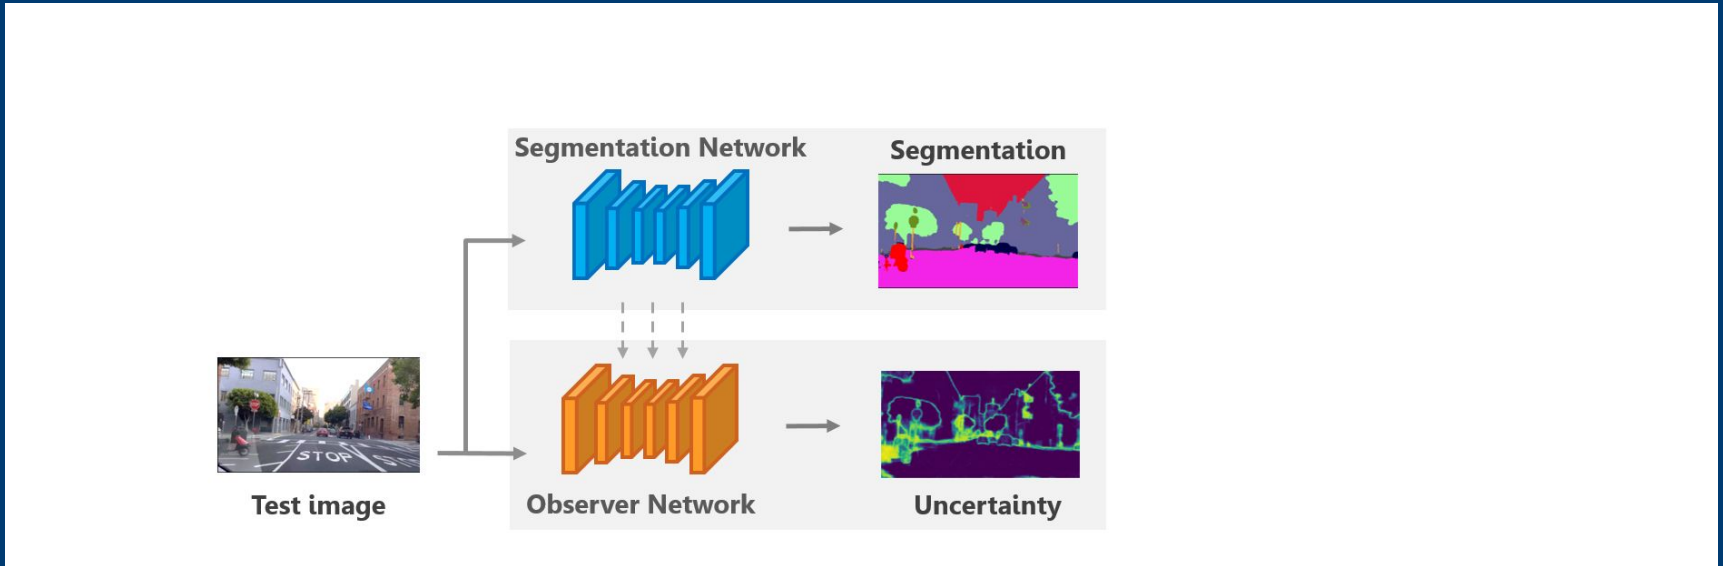 Segmentation Network
Segmentation
STOP
Test image
Observer Network
Uncertainty